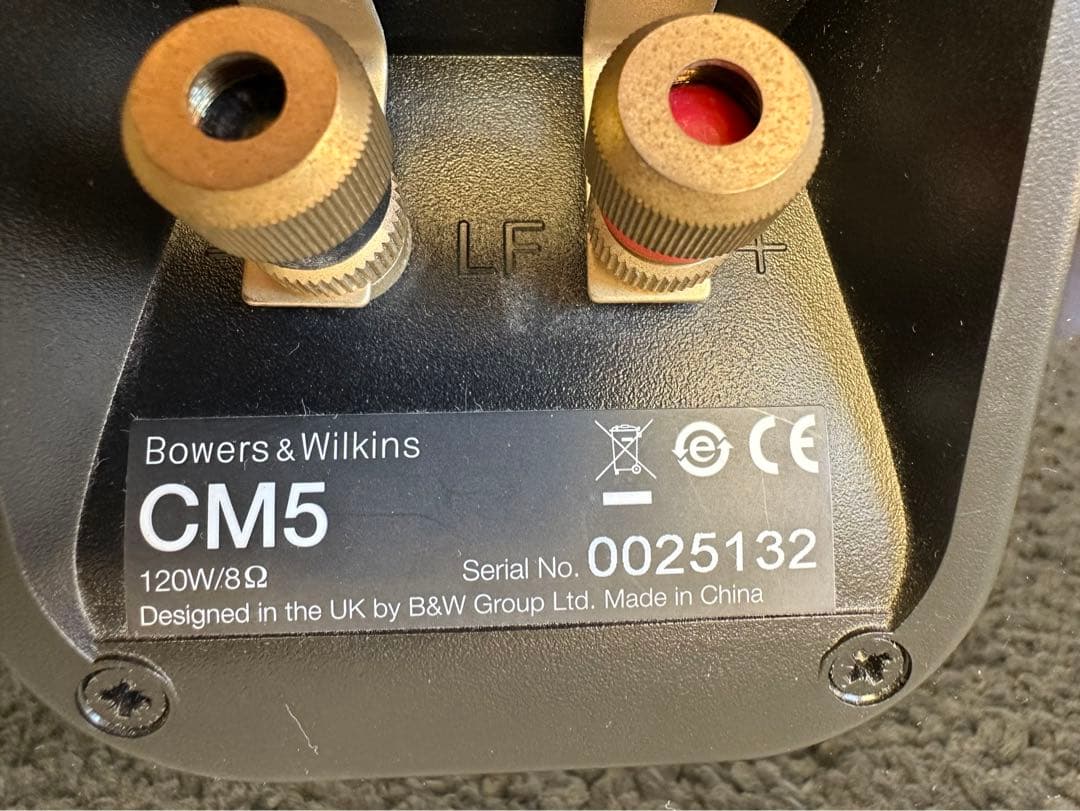 - LF +
Bowers & Wilkins
CM5
120W/8Ω
Serial No. 0025132
Designed in the UK by B&W Group Ltd. Made in China
e CE